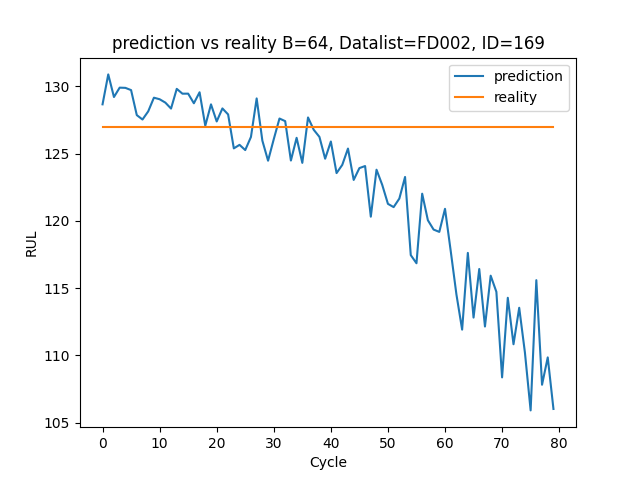 prediction vs reality B=64, Datalist=FD002, ID=169
prediction
reality
130
125
120
115
110
105
RUL
0 10 20 30 40 50 60 70 80
Cycle